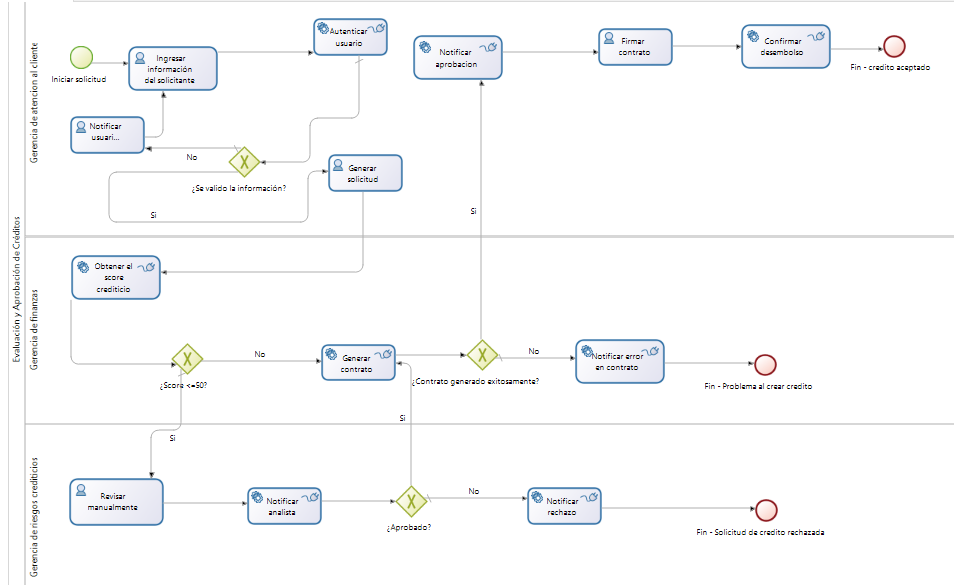 Evaluación y Aprobación de Créditos
Gerencia de atencion al cliente
Iniciar solicitud
Ingresar
información
del solicitante
Autenticar
usuario
Notificar
usuari...
No
¿Se valido la información?
Si
Generar
solicitud
Notificar
aprobacion
Firmar
contrato
Confirmar
desembolso
Fin - credito aceptado
Si
Gerencia de finanzas
Obtener el
score
crediticio
¿Score <=50?
No
Si
Generar
contrato
¿Contrato generado exitosamente?
No
Notificar error
en contrato
Fin - Problema al crear credito
Si
Gerencia de riesgos crediticios
Revisar
manualmente
Notificar
analista
¿Aprobado?
No
Notificar
rechazo
Fin - Solicitud de credito rechazada